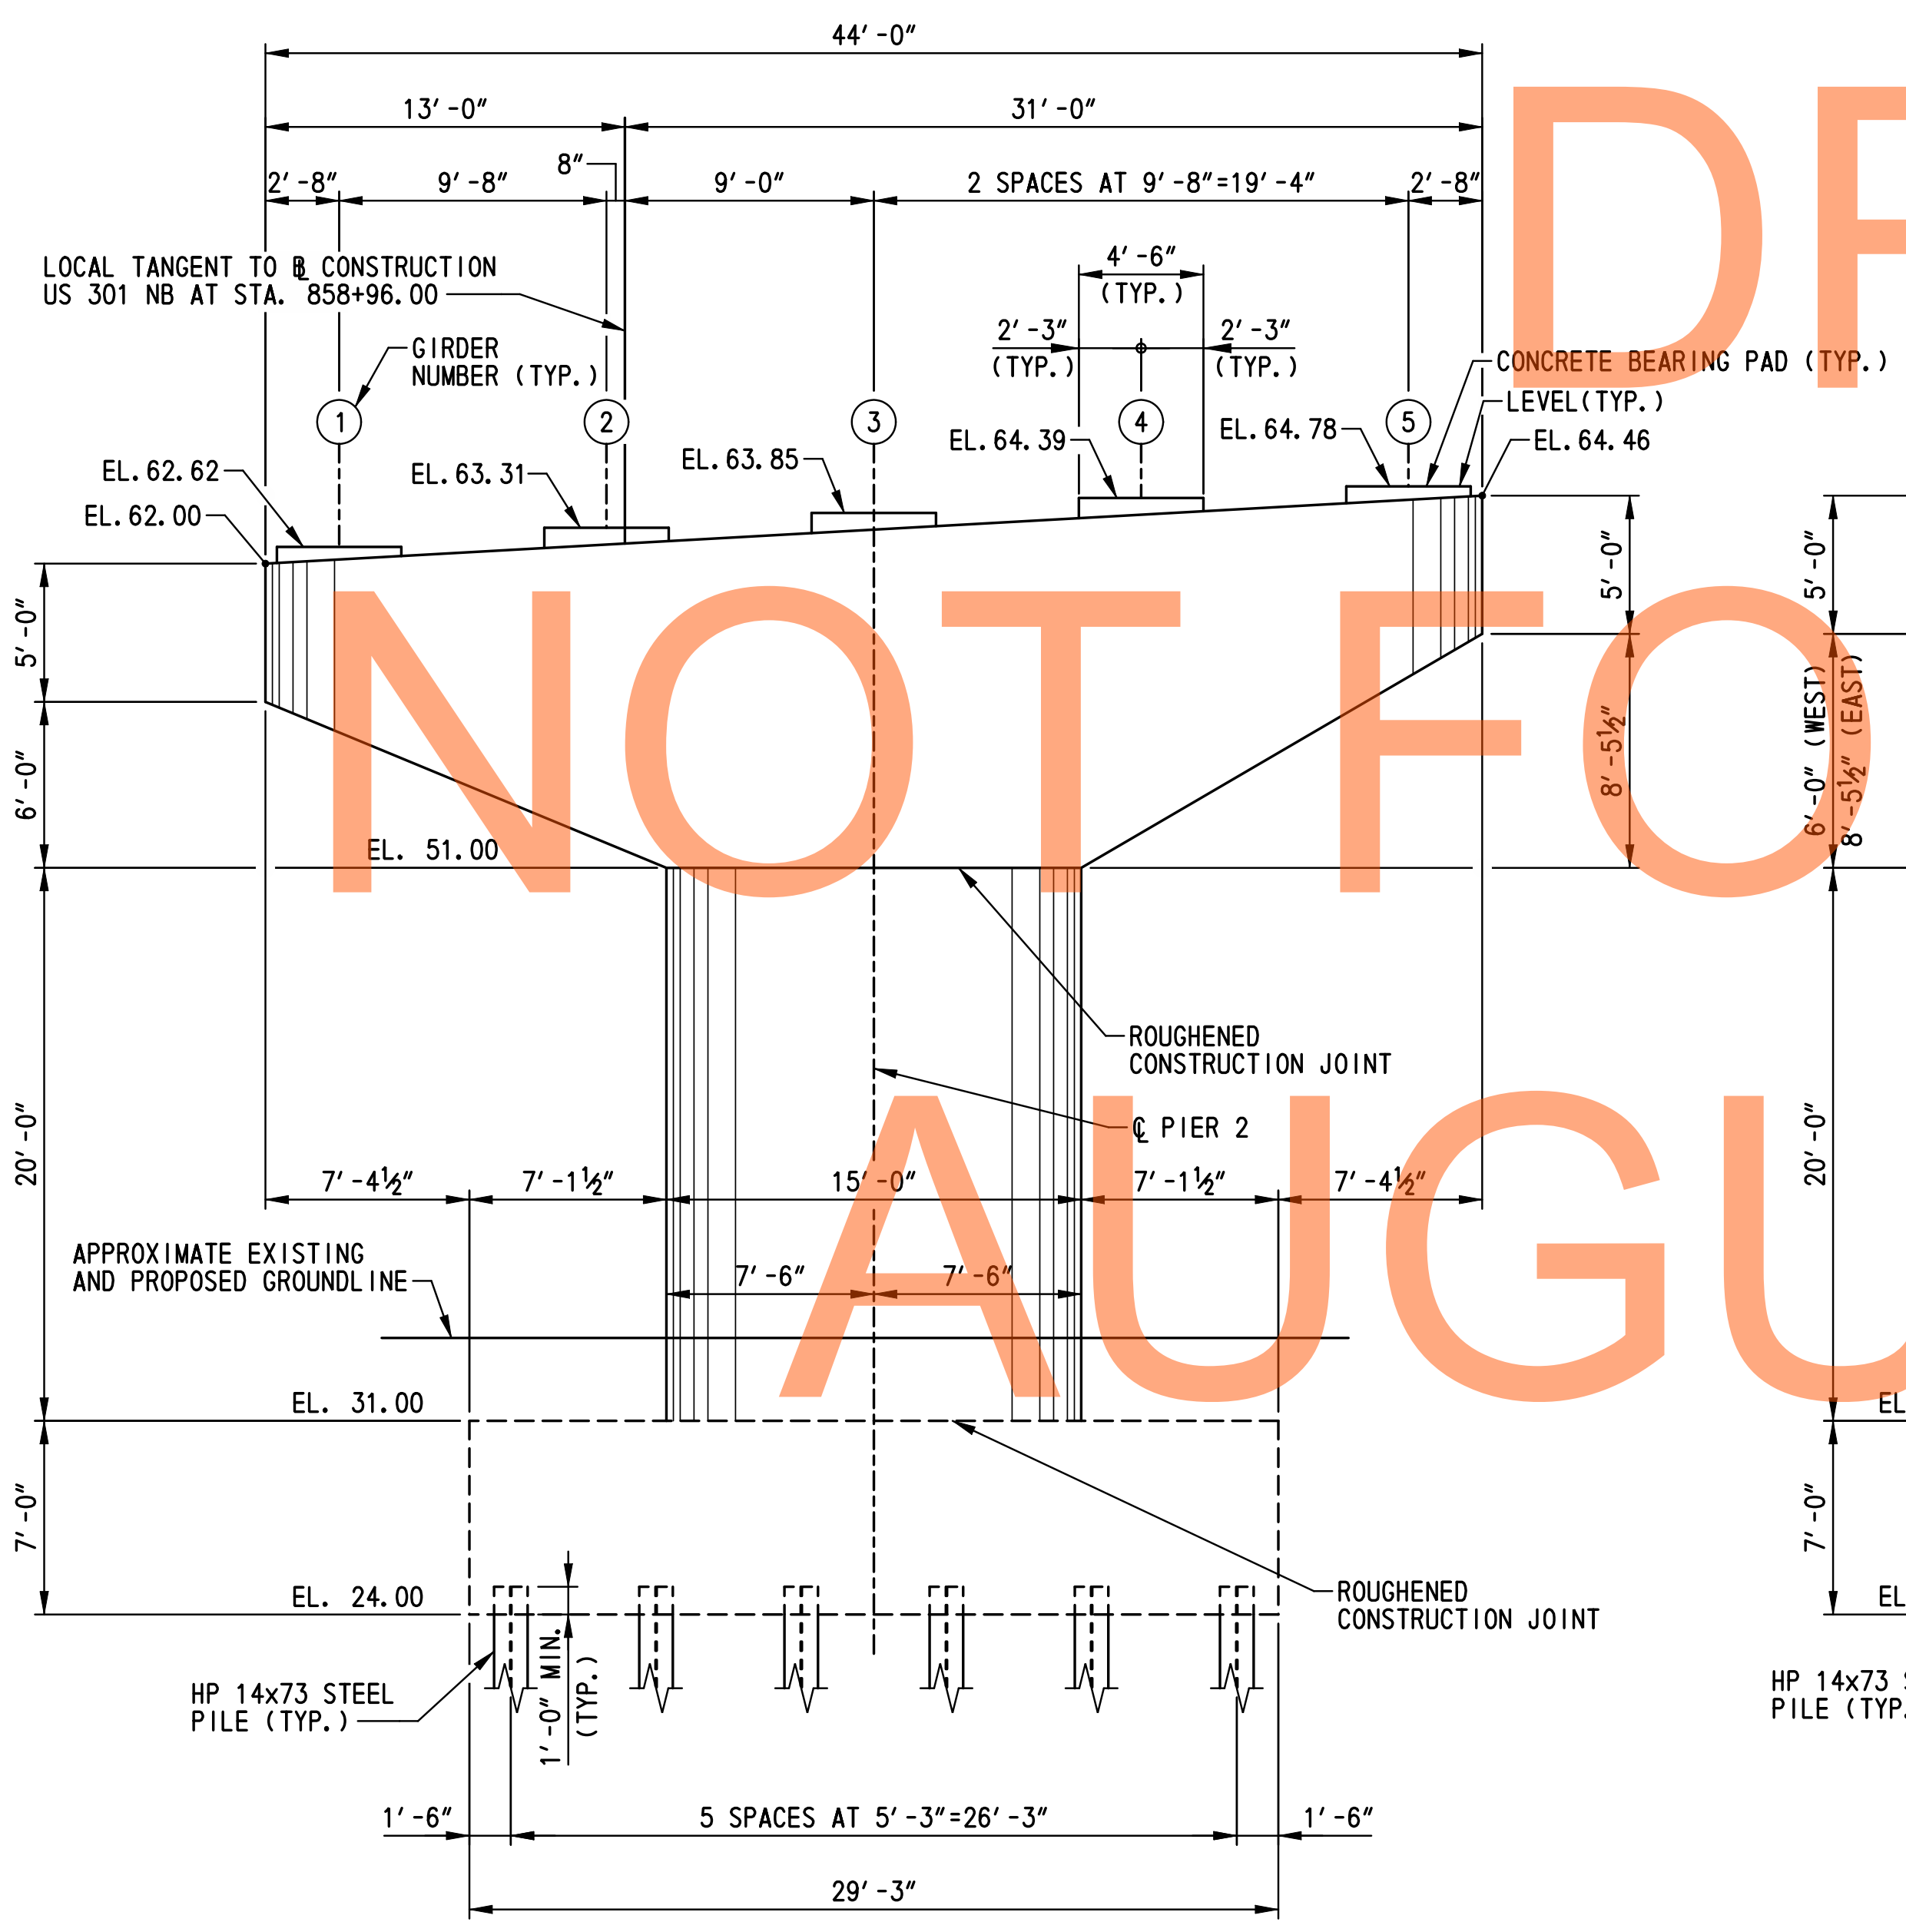 44'-0"
13'-0"
31'-0"
8"
2'-8"
9'-8"
9'-0"
2 SPACES AT 9'-8"=19'-4"
2'-8"
LOCAL TANGENT TO ℄ CONSTRUCTION
US 301 NB AT STA. 858+96.00
4'-6"
(TYP.)
2'-3"
(TYP.)
2'-3"
(TYP.)
GIRDER
NUMBER (TYP.)
CONCRETE BEARING PAD (TYP.)
LEVEL(TYP.)
1
2
3
4
5
EL.62.62
EL.62.00
EL.63.31
EL.63.85
EL.64.39
EL.64.78
EL.64.46
5'-0"
6'-0"
20'-0"
7'-0"
5'-0"
8'-5½"
5'-0"
6'-0" (WEST)
8'-5½" (EAST)
20'-0"
7'-0"
EL. 51.00
ROUGHENED
CONSTRUCTION JOINT
℄ PIER 2
7'-4½"
7'-1½"
15'-0"
7'-1½"
7'-4½"
APPROXIMATE EXISTING
AND PROPOSED GROUNDLINE
7'-6"
7'-6"
EL. 31.00
EL
EL. 24.00
EL
ROUGHENED
CONSTRUCTION JOINT
1'-0" MIN.
(TYP.)
HP 14x73 STEEL
PILE (TYP.)
HP 14x73
PILE (TYP.
1'-6"
5 SPACES AT 5'-3"=26'-3"
1'-6"
29'-3"
NOT FO
AUGU